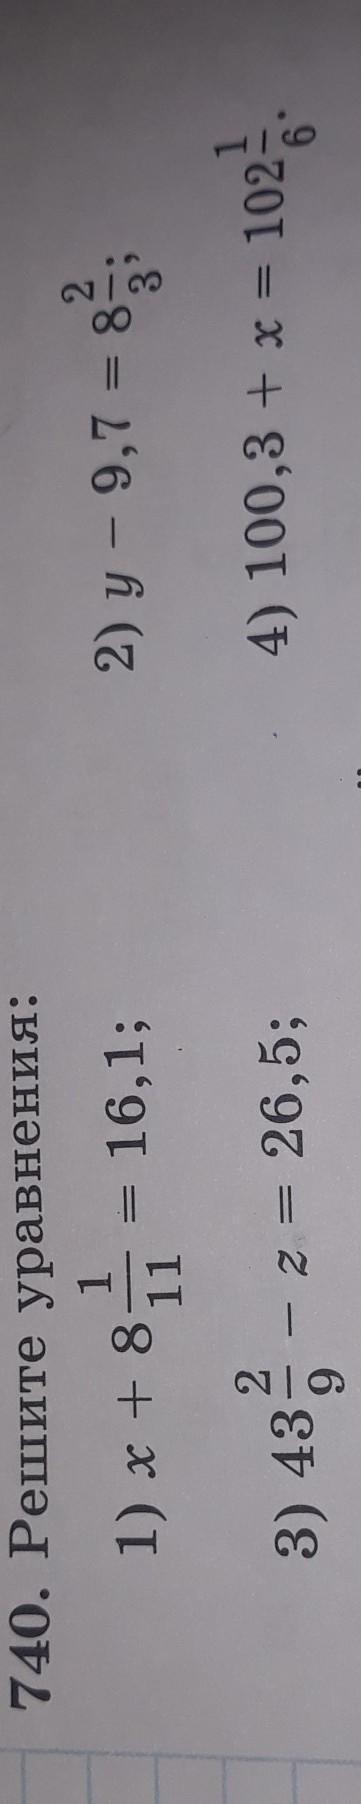 740. Решите уравнения:
1) x + 8 1/11 = 16,1; 2) y − 9,7 = 8 2/3;
3) 43 2/9 − z = 26,5; 4) 100,3 + x = 102 1/6.